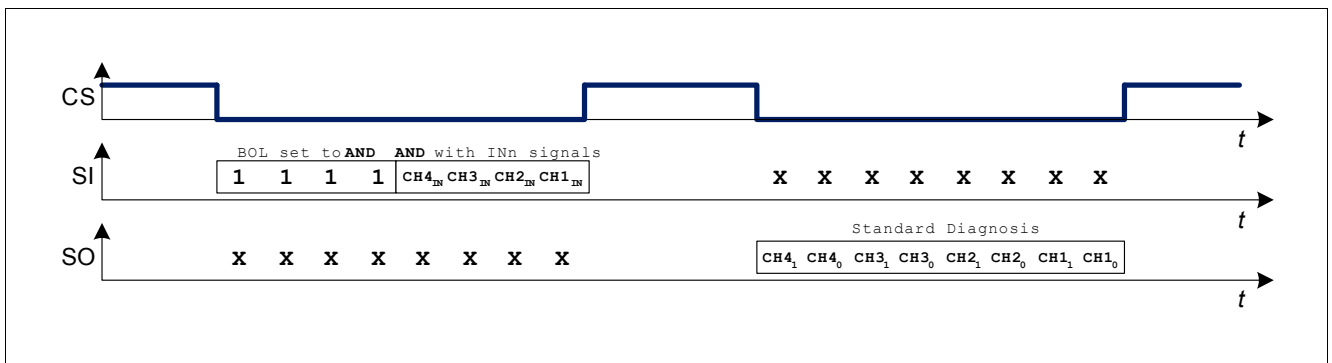 CS
t
BOL set to AND AND with INn signals
SI 1 1 1 1 CH4IN CH3IN CH2IN CH1IN X X X X X X X X
t
Standard Diagnosis
SO X X X X X X X X CH41 CH40 CH31 CH30 CH21 CH20 CH11 CH10
t